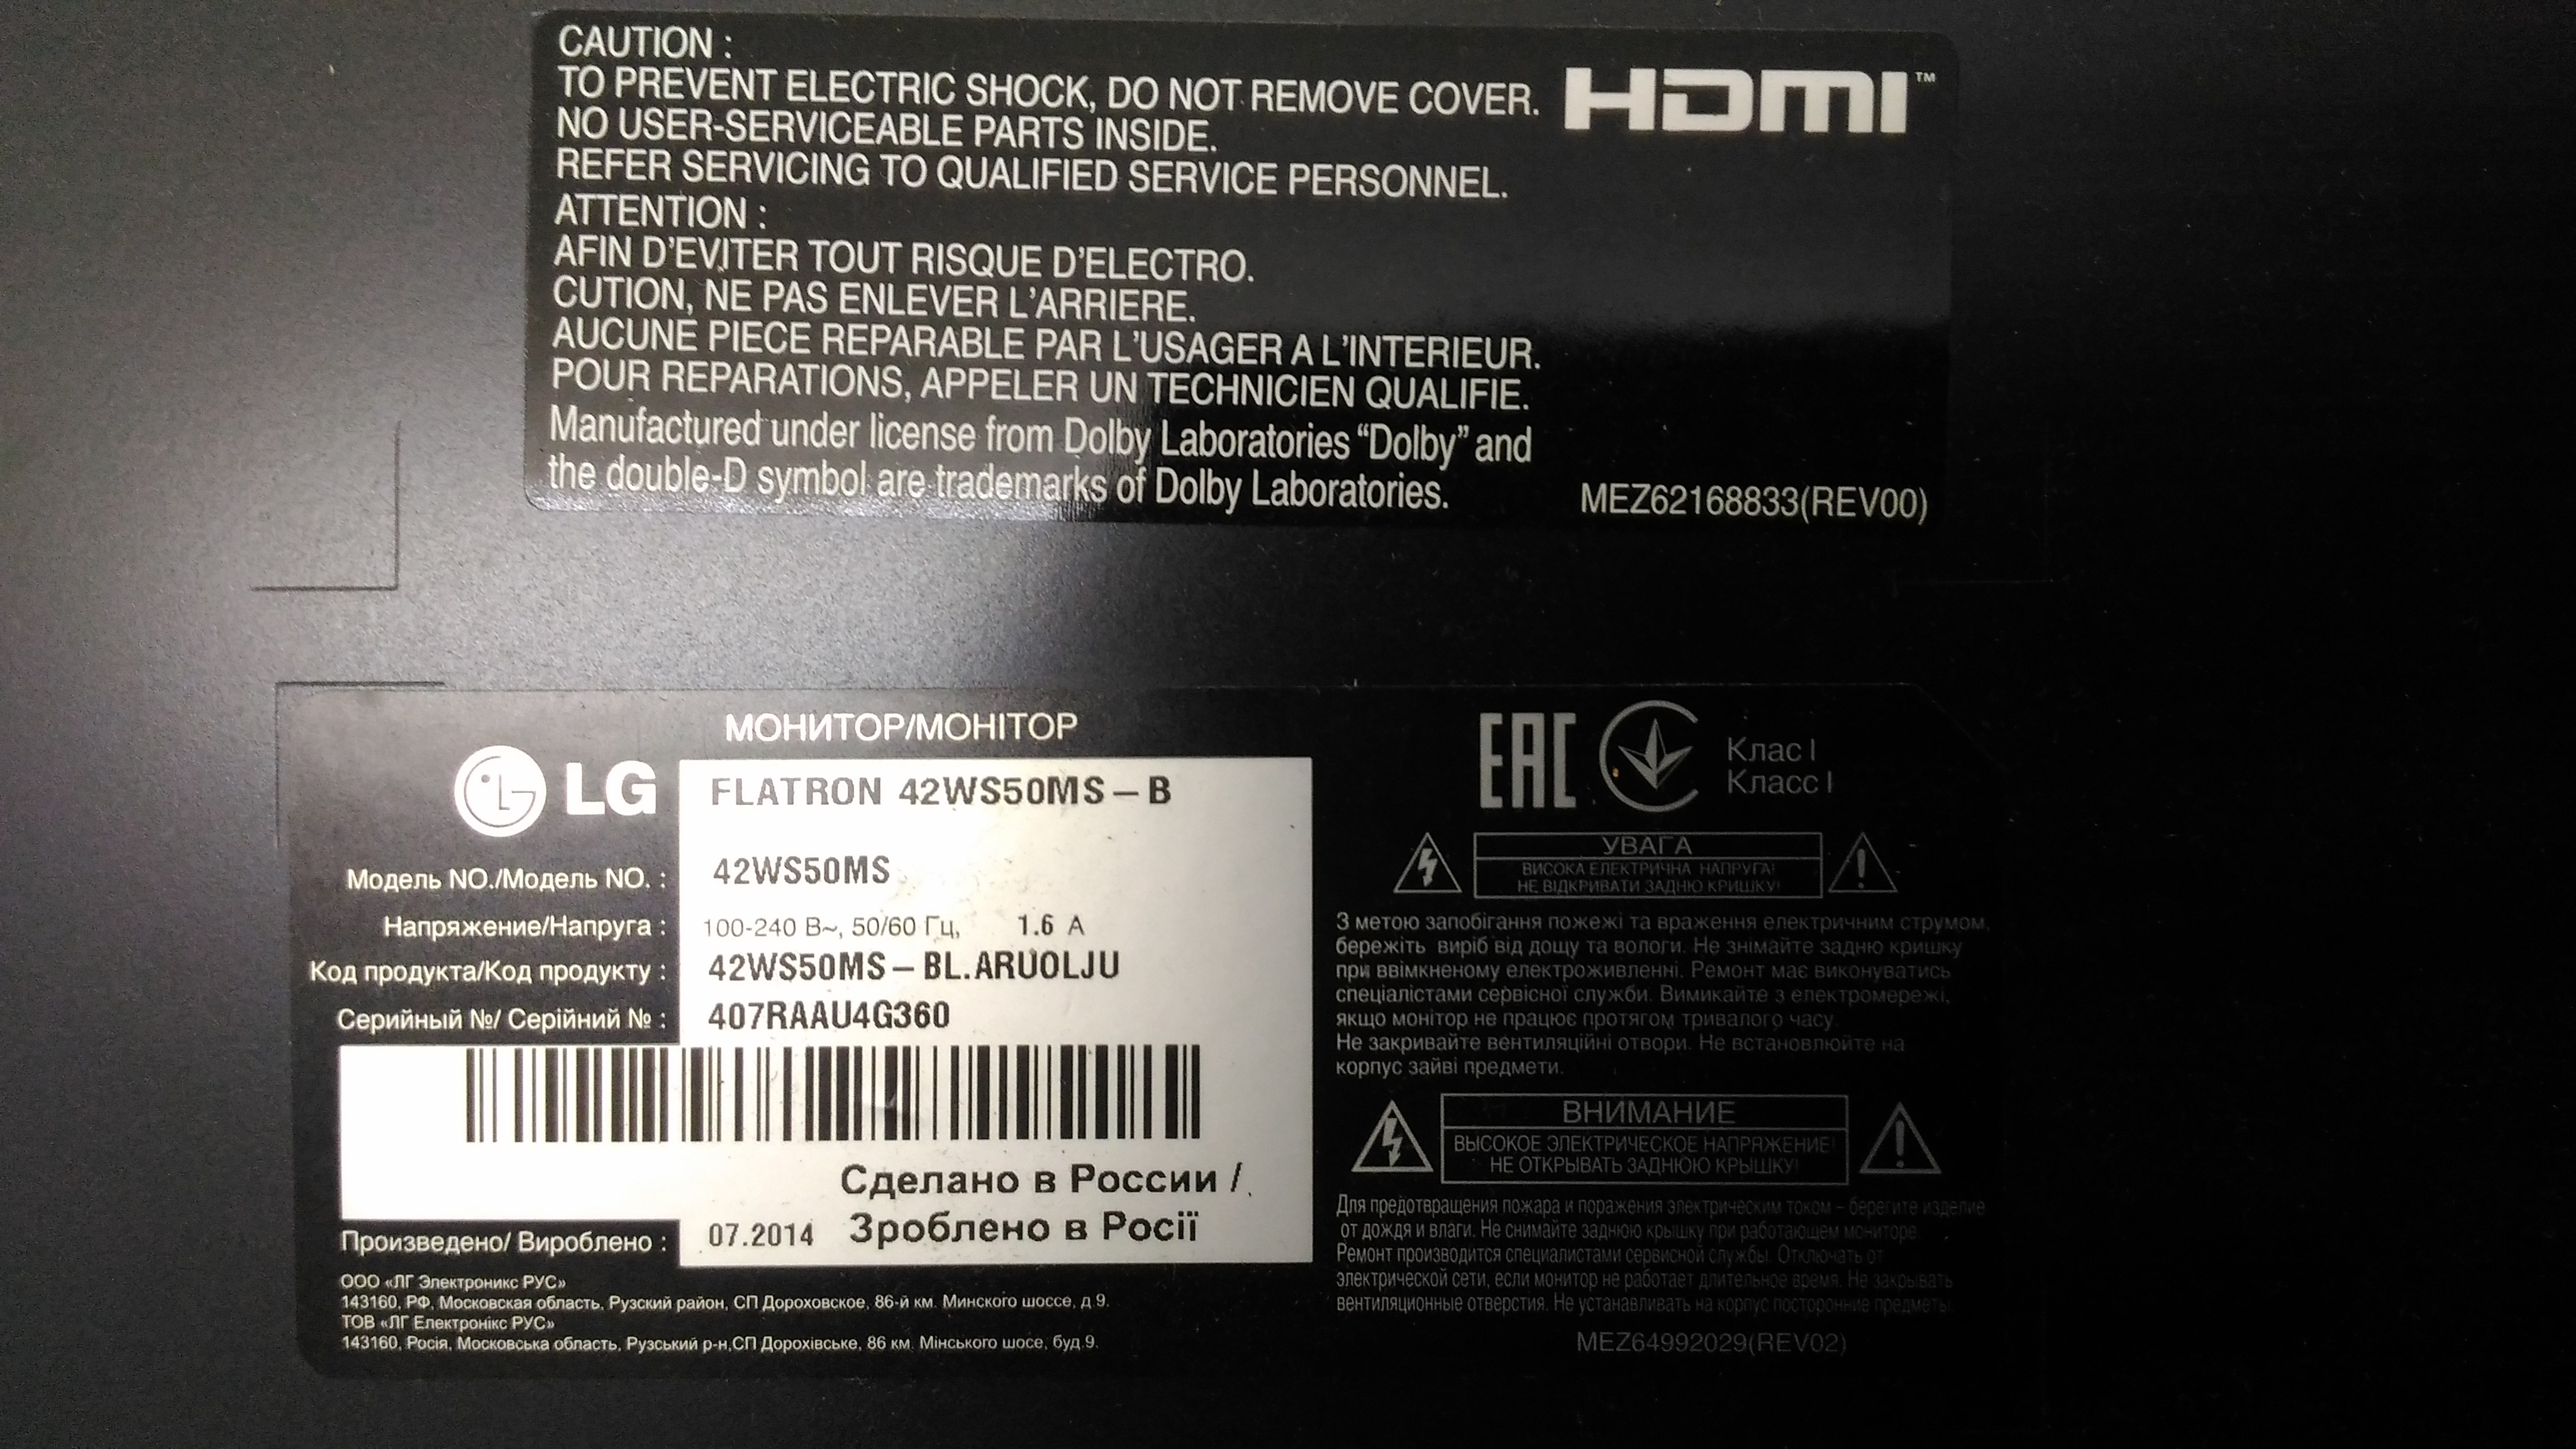 CAUTION :
TO PREVENT ELECTRIC SHOCK, DO NOT REMOVE COVER.
NO USER-SERVICEABLE PARTS INSIDE.
REFER SERVICING TO QUALIFIED SERVICE PERSONNEL.
HDMI™
ATTENTION :
AFIN D'EVITER TOUT RISQUE D'ELECTRO.
CUTION, NE PAS ENLEVER L'ARRIERE.
AUCUNE PIECE REPARABLE PAR L'USAGER A L'INTERIEUR.
POUR REPARATIONS, APPELER UN TECHNICIEN QUALIFIE.
Manufactured under license from Dolby Laboratories “Dolby” and
the double-D symbol are trademarks of Dolby Laboratories.
MEZ62168833(REV00)
МОНИТОР/МОНІТОР
LG
FLATRON 42WS50MS – B
Модель NO./Модель NO. : 42WS50MS
Напряжение/Напруга : 100-240 В~, 50/60 Гц, 1.6 A
Код продукта/Код продукту : 42WS50MS – BL.ARUOLJU
Серийный №/ Серійний № : 407RAAU4G360
Сделано в России /
Произведено/ Вироблено : 07.2014 Зроблено в Росії
ООО «ЛГ Электроникс РУС»
143160, РФ, Московская область, Рузский район, СП Дороховское, 86-й км. Минского шоссе, д 9.
ТОВ «ЛГ Електронікс РУС»
143160, Росія, Московська область, Рузський р-н,СП Дорохівське, 86 км. Мінського шосе, буд.9.
EAC
Клас I
Класс I
УВАГА
ВИСОКА ЕЛЕКТРИЧНА НАПРУГА!
НЕ ВІДКРИВАТИ ЗАДНЮ КРИШКУ!
З метою запобігання пожежі та враження електричним струмом,
бережіть виріб від дощу та вологи. Не знімайте задню кришку
при ввімкненому електроживленні. Ремонт має виконуватись
спеціалістами сервісної служби. Вимикайте з електромережі,
якщо монітор не працює протягом тривалого часу.
Не закривайте вентиляційні отвори. Не встановлюйте на
корпус зайві предмети.
ВНИМАНИЕ
ВЫСОКОЕ ЭЛЕКТРИЧЕСКОЕ НАПРЯЖЕНИЕ!
НЕ ОТКРЫВАТЬ ЗАДНЮЮ КРЫШКУ!
Для предотвращения пожара и поражения электрическим током – берегите изделие
от дождя и влаги. Не снимайте заднюю крышку при работающем мониторе.
Ремонт производится специалистами сервисной службы. Отключать от
электрической сети, если монитор не работает длительное время. Не закрывать
вентиляционные отверстия. Не устанавливать на корпус посторонние предметы.
MEZ64992029(REV02)